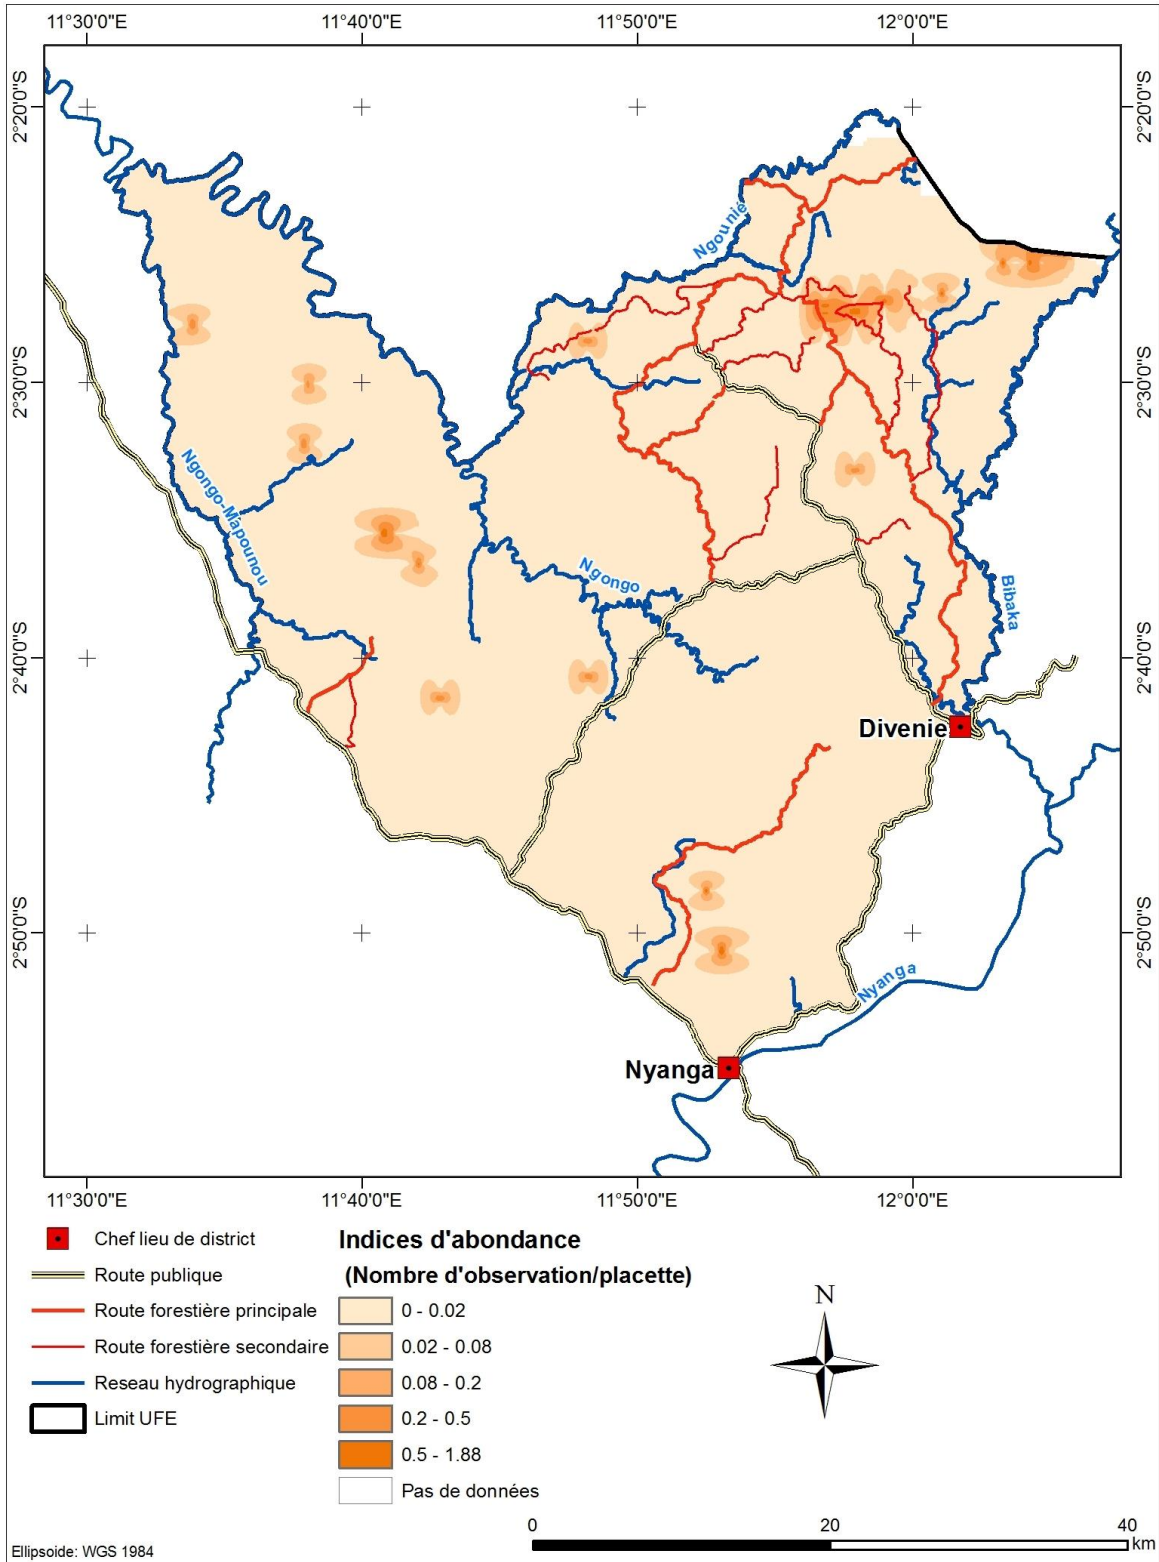 11°30'0"E 11°40'0"E 11°50'0"E 12°0'0"E
2°20'0"S 2°20'0"S
Ngounié
2°30'0"S 2°30'0"S
Ngongo-Mapounou
Ngongo
Bibaka
2°40'0"S 2°40'0"S
Divenie
2°50'0"S 2°50'0"S
Nyanga
Nyanga
11°30'0"E 11°40'0"E 11°50'0"E 12°0'0"E
Chef lieu de district
Route publique
Route forestière principale
Route forestière secondaire
Reseau hydrographique
Limit UFE
Indices d'abondance
(Nombre d'observation/placette)
0 - 0.02
0.02 - 0.08
0.08 - 0.2
0.2 - 0.5
0.5 - 1.88
Pas de données
N
0 20 40
km
Ellipsoide: WGS 1984